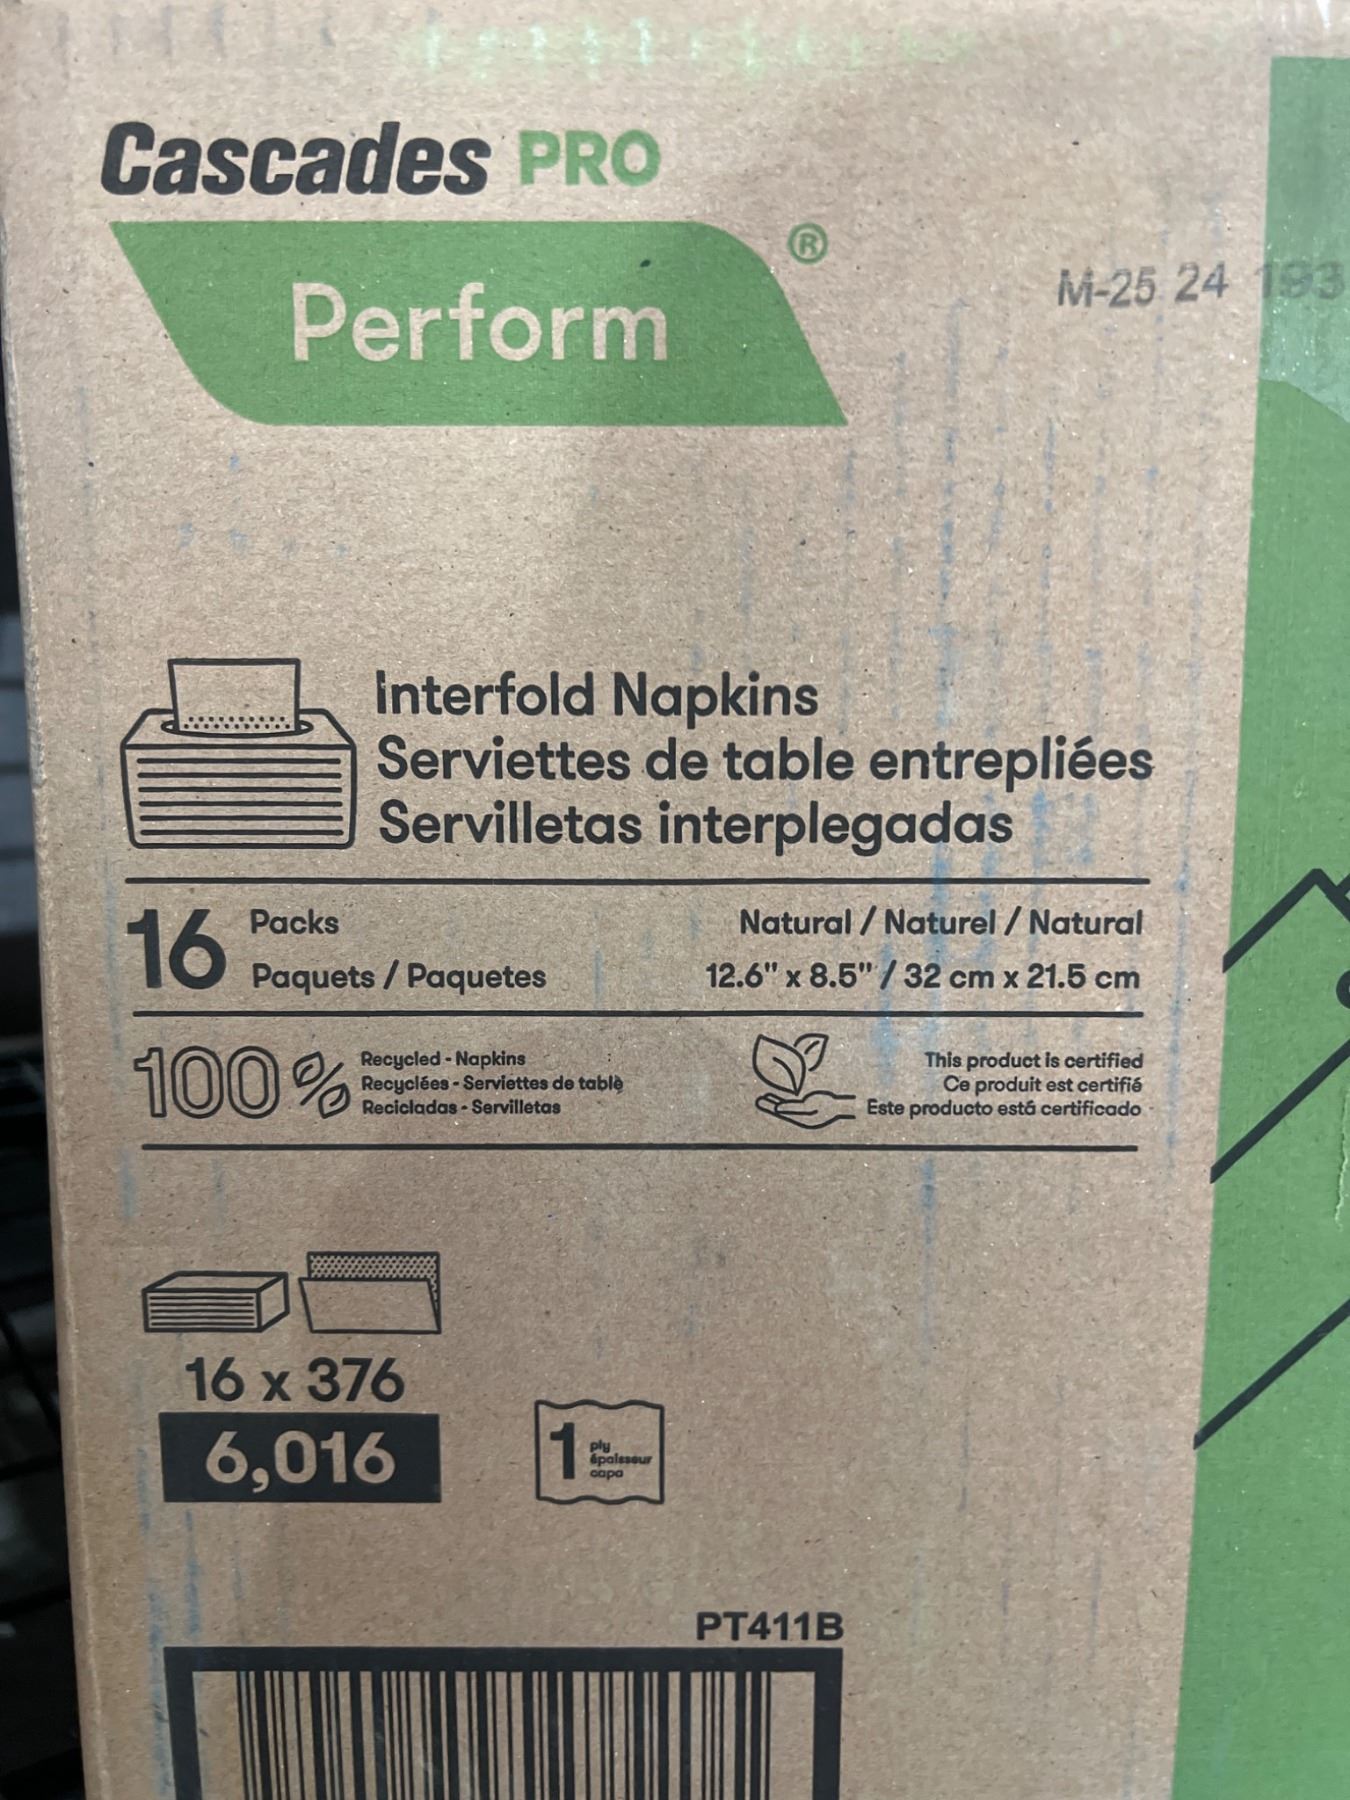 Cascades PRO
Perform®
M-25 24 193
Interfold Napkins
Serviettes de table entrepliées
Servilletas interplegadas
16 Packs
Paquets / Paquetes
Natural / Naturel / Natural
12.6" x 8.5" / 32 cm x 21.5 cm
100% Recycled - Napkins
Recyclées - Serviettes de table
Recicladas - Servilletas
This product is certified
Ce produit est certifié
Este producto está certificado
16 x 376
6,016
1 ply
épaisseur
capa
PT411B